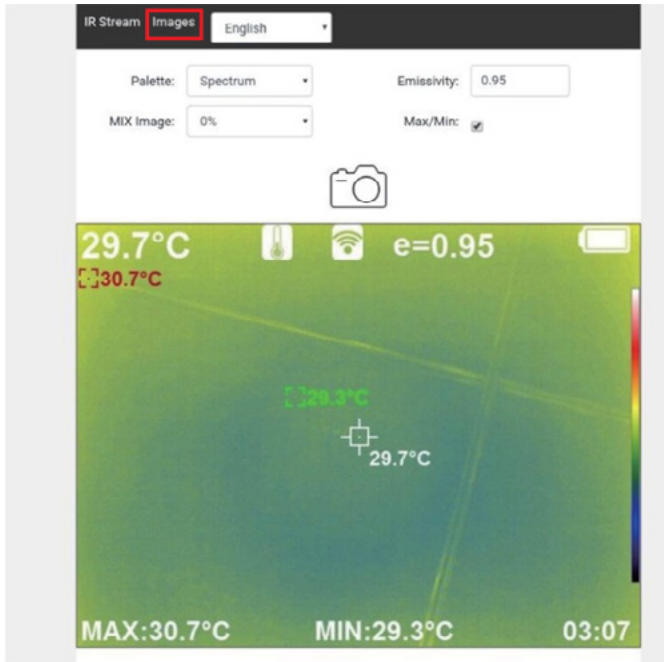 IR Stream Images English
Palette: Spectrum Emissivity: 0.95
MIX Image: 0% Max/Min:
29.7°C e=0.95
30.7°C
29.3°C
29.7°C
MAX:30.7°C MIN:29.3°C 03:07